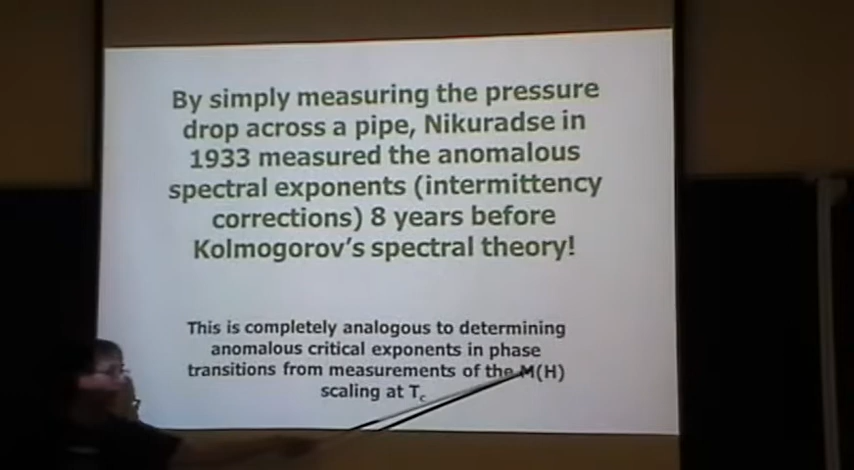 By simply measuring the pressure
drop across a pipe, Nikuradse in
1933 measured the anomalous
spectral exponents (intermittency
corrections) 8 years before
Kolmogorov's spectral theory!
This is completely analogous to determining
anomalous critical exponents in phase
transitions from measurements of the M(H)
scaling at Tc